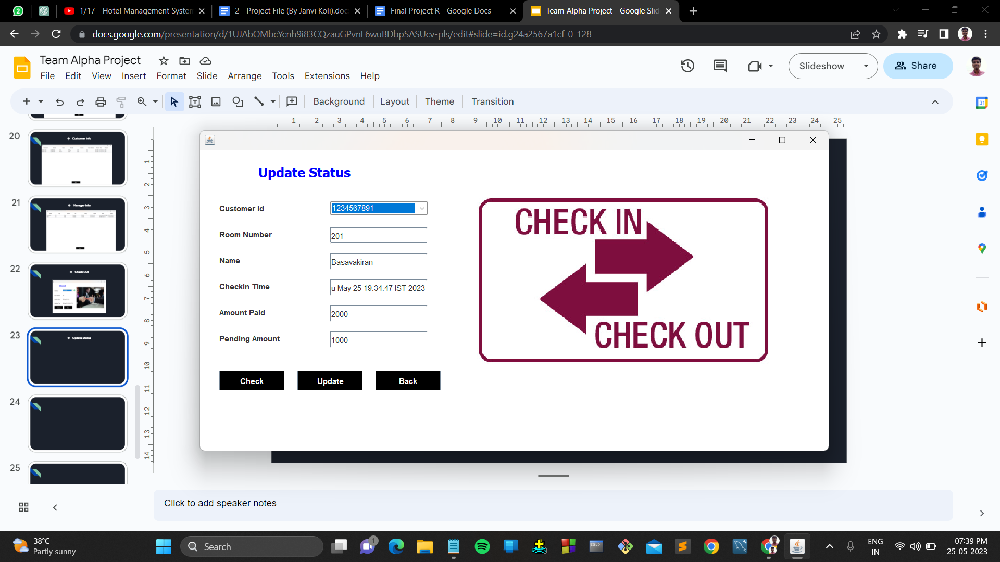 2
1/17 - Hotel Management System
2 - Project File (By Janvi Koli).doc
Final Project R - Google Docs
Team Alpha Project - Google Slid
docs.google.com/presentation/d/1UJAbOMbcYcnh9i83CQzauGPvnL6wuBDbpSASUcv-pls/edit#slide=id.g24a2567a1cf_0_128
Team Alpha Project
File Edit View Insert Format Slide Arrange Tools Extensions Help
Slideshow
Share
Background Layout Theme Transition
31
1 2 3 4 5 6 7 8 9 10 11 12 13 14 15 16 17 18 19 20 21 22 23 24 25
1 2 3 4 5 6 7 8 9 10 11 12 13 14
20
Customer Info
21
Manager Info
22
Check Out
23
Update Status
24
25
Update Status
Customer Id 1234567891
Room Number 201
Name Basavakiran
Checkin Time u May 25 19:34:47 IST 2023
Amount Paid 2000
Pending Amount 1000
Check Update Back
CHECK IN
CHECK OUT
Click to add speaker notes
38°C
Partly sunny
Search
1
ENG
IN
07:39 PM
25-05-2023